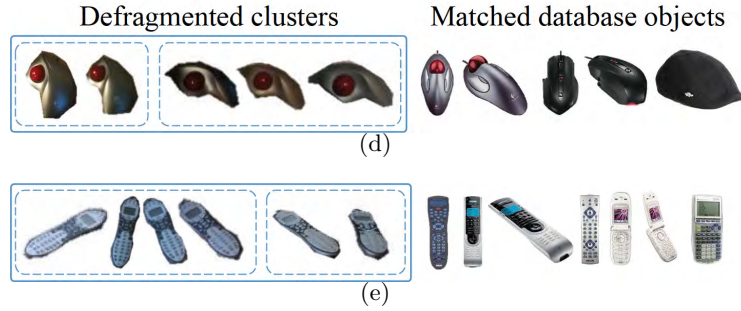 Defragmented clusters
Matched database objects
(d)
(e)